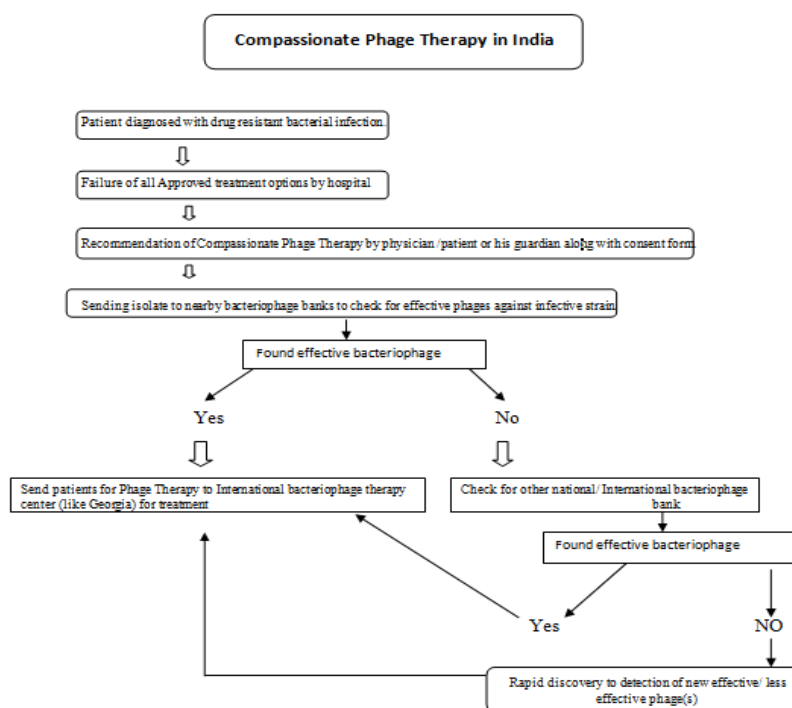 Compassionate Phage Therapy in India
Patient diagnosed with drug resistant bacterial infection.
Failure of all Approved treatment options by hospital
Recommendation of Compassionate Phage Therapy by physician /patient or his guardian along with consent form.
Sending isolate to nearby bacteriophage banks to check for effective phages against infective strain.
Found effective bacteriophage
Yes
No
Send patients for Phage Therapy to International bacteriophage therapy
center (like Georgia) for treatment
Check for other national/ International bacteriophage
bank
Found effective bacteriophage
Yes
NO
Rapid discovery to detection of new effective/ less
effective phage(s)